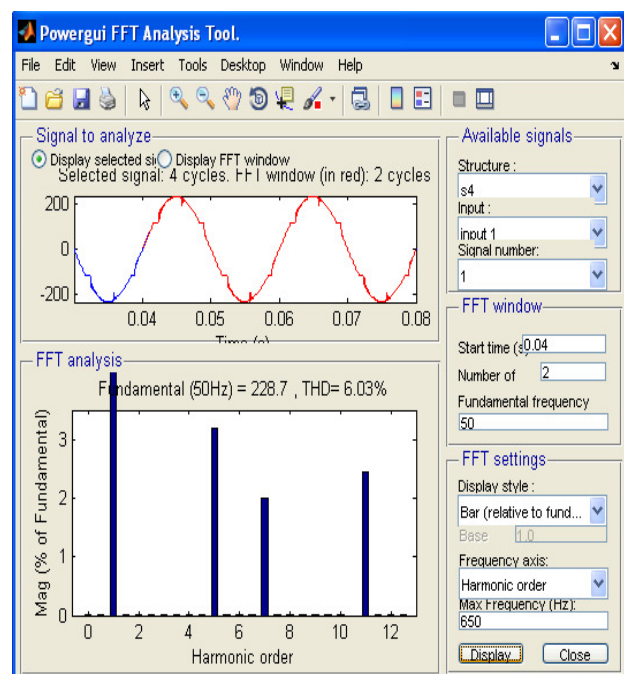 Powergui FFT Analysis Tool.
File Edit View Insert Tools Desktop Window Help
Signal to analyze
Display selected si Display FFT window
Selected signal: 4 cycles. FFT window (in red): 2 cycles
200
0
-200
0.04 0.05 0.06 0.07 0.08
Time (s)
FFT analysis
Fundamental (50Hz) = 228.7 , THD= 6.03%
3
2
1
0
Mag (% of Fundamental)
0 2 4 6 8 10 12
Harmonic order
Available signals
Structure :
s4
Input :
input 1
Signal number:
1
FFT window
Start time (s 0.04
Number of 2
Fundamental frequency
50
FFT settings
Display style :
Bar (relative to fund...
Base 1.0
Frequency axis:
Harmonic order
Max Frequency (Hz):
650
Display Close